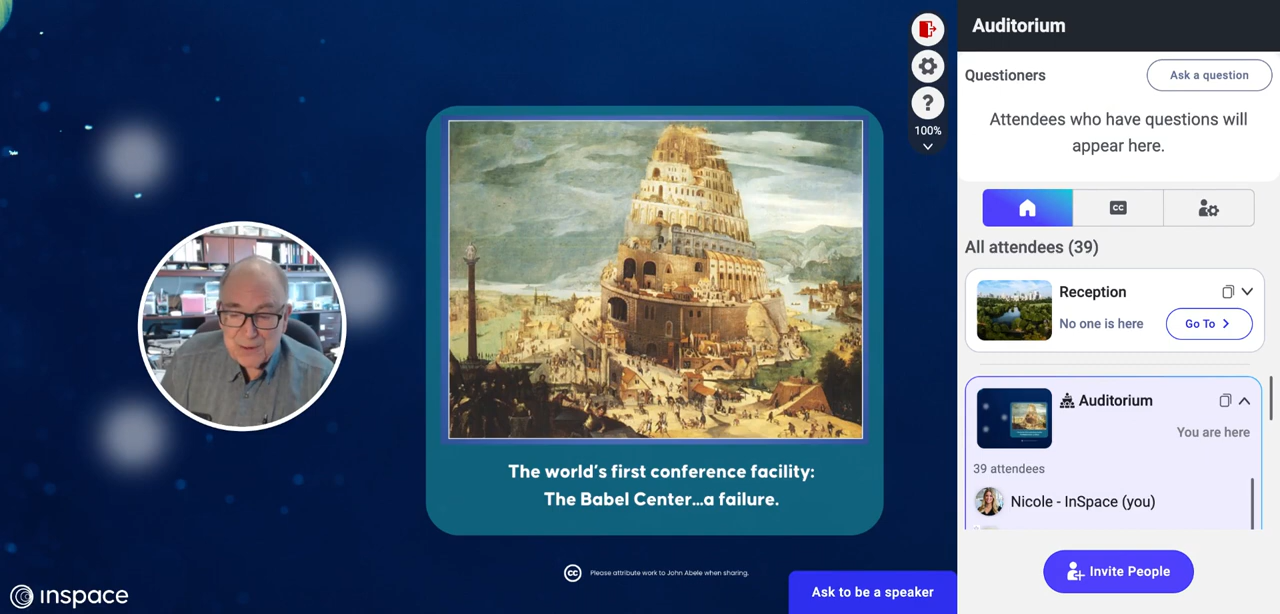 100%
The world's first conference facility:
The Babel Center...a failure.
CC Please attribute work to John Abele when sharing.
inspace
Ask to be a speaker
Auditorium
Questioners
Ask a question
Attendees who have questions will
appear here.
CC
All attendees (39)
Reception
No one is here
Go To
Auditorium
You are here
39 attendees
Nicole - InSpace (you)
Invite People